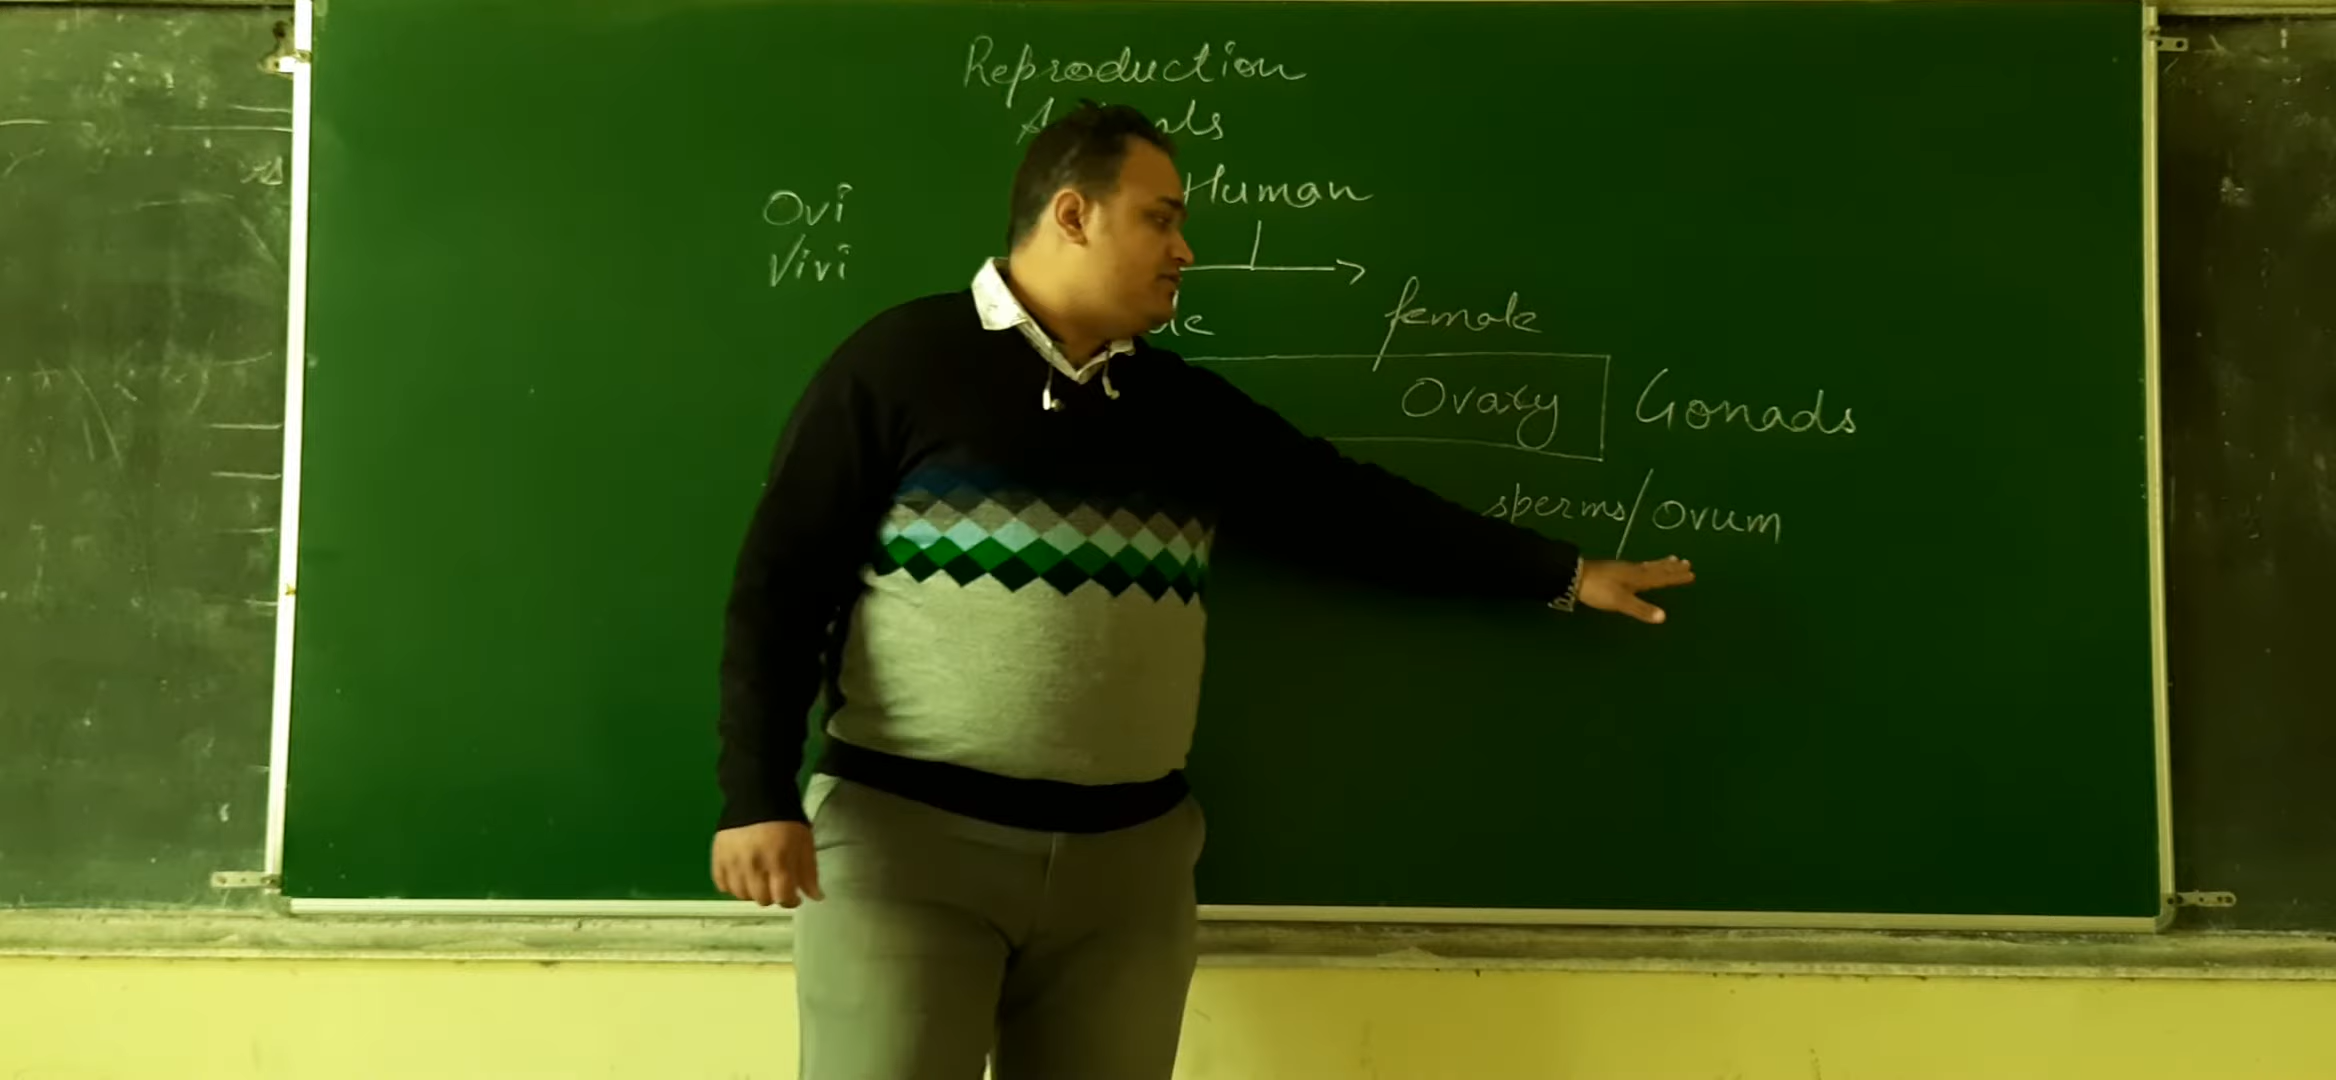 Reproduction
Human
Ovi
Vivi
female
Ovary
Gonads
sperms/ovum